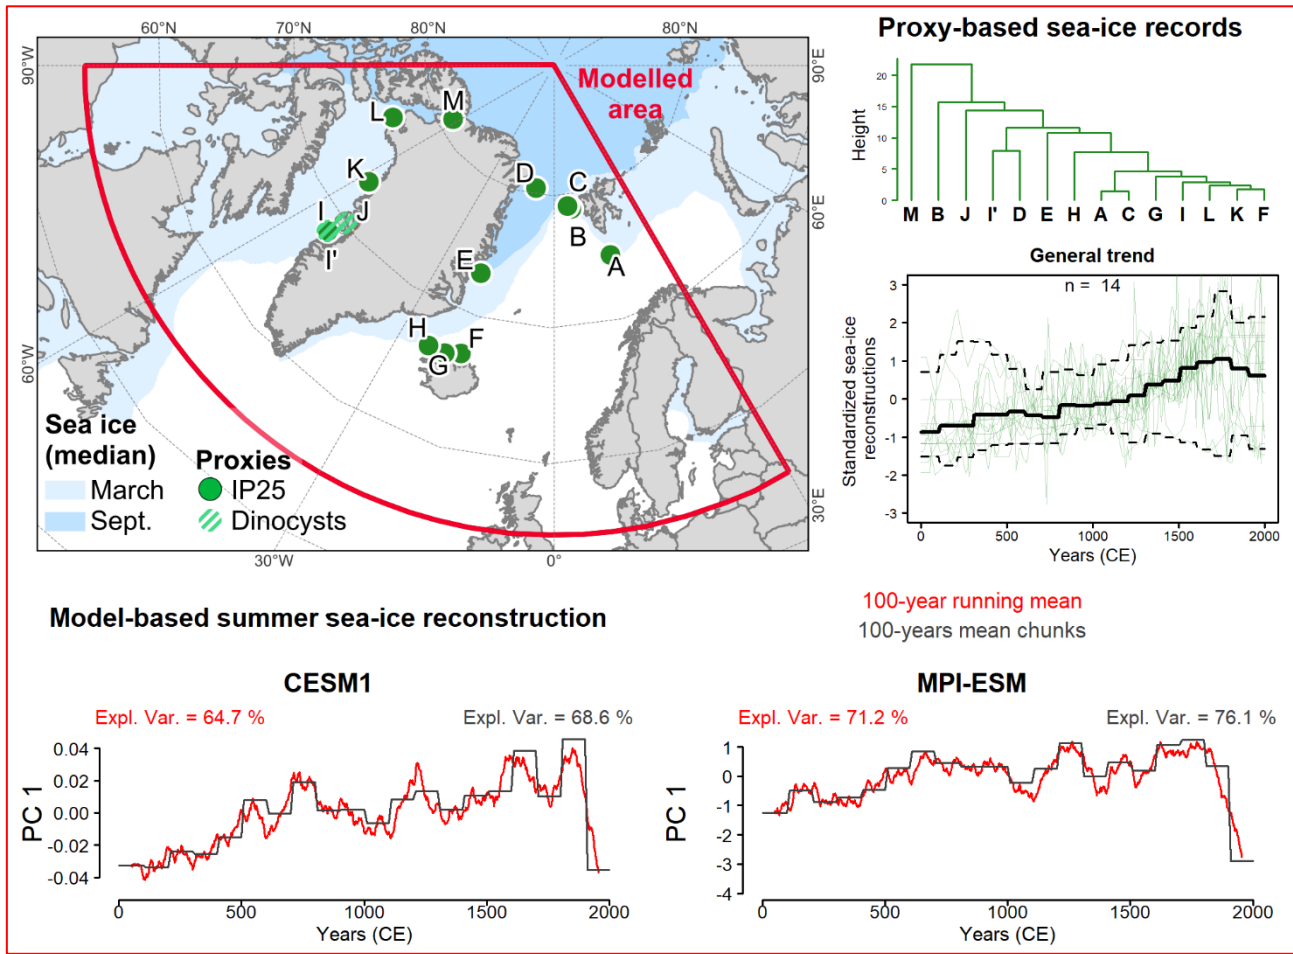 60°N 70°N 80°N 80°N
90°W
90°E
60°E
60°W
30°E
30°W 0°
Modelled
area
L M
K
D C
I J
B
I'
A
E
H F
G
Sea ice
(median)
March
Sept.
Proxies
IP25
Dinocysts
Proxy-based sea-ice records
Height
20
15
10
5
0
M B J I' D E H A C G I L K F
General trend
n = 14
Standardized sea-ice
reconstructions
3
2
1
0
-1
-2
-3
0 500 1000 1500 2000
Years (CE)
Model-based summer sea-ice reconstruction
100-year running mean
100-years mean chunks
CESM1
Expl. Var. = 64.7 % Expl. Var. = 68.6 %
PC 1
0.04
0.02
0.00
-0.02
-0.04
0 500 1000 1500 2000
Years (CE)
MPI-ESM
Expl. Var. = 71.2 % Expl. Var. = 76.1 %
PC 1
1
0
-1
-2
-3
-4
0 500 1000 1500 2000
Years (CE)